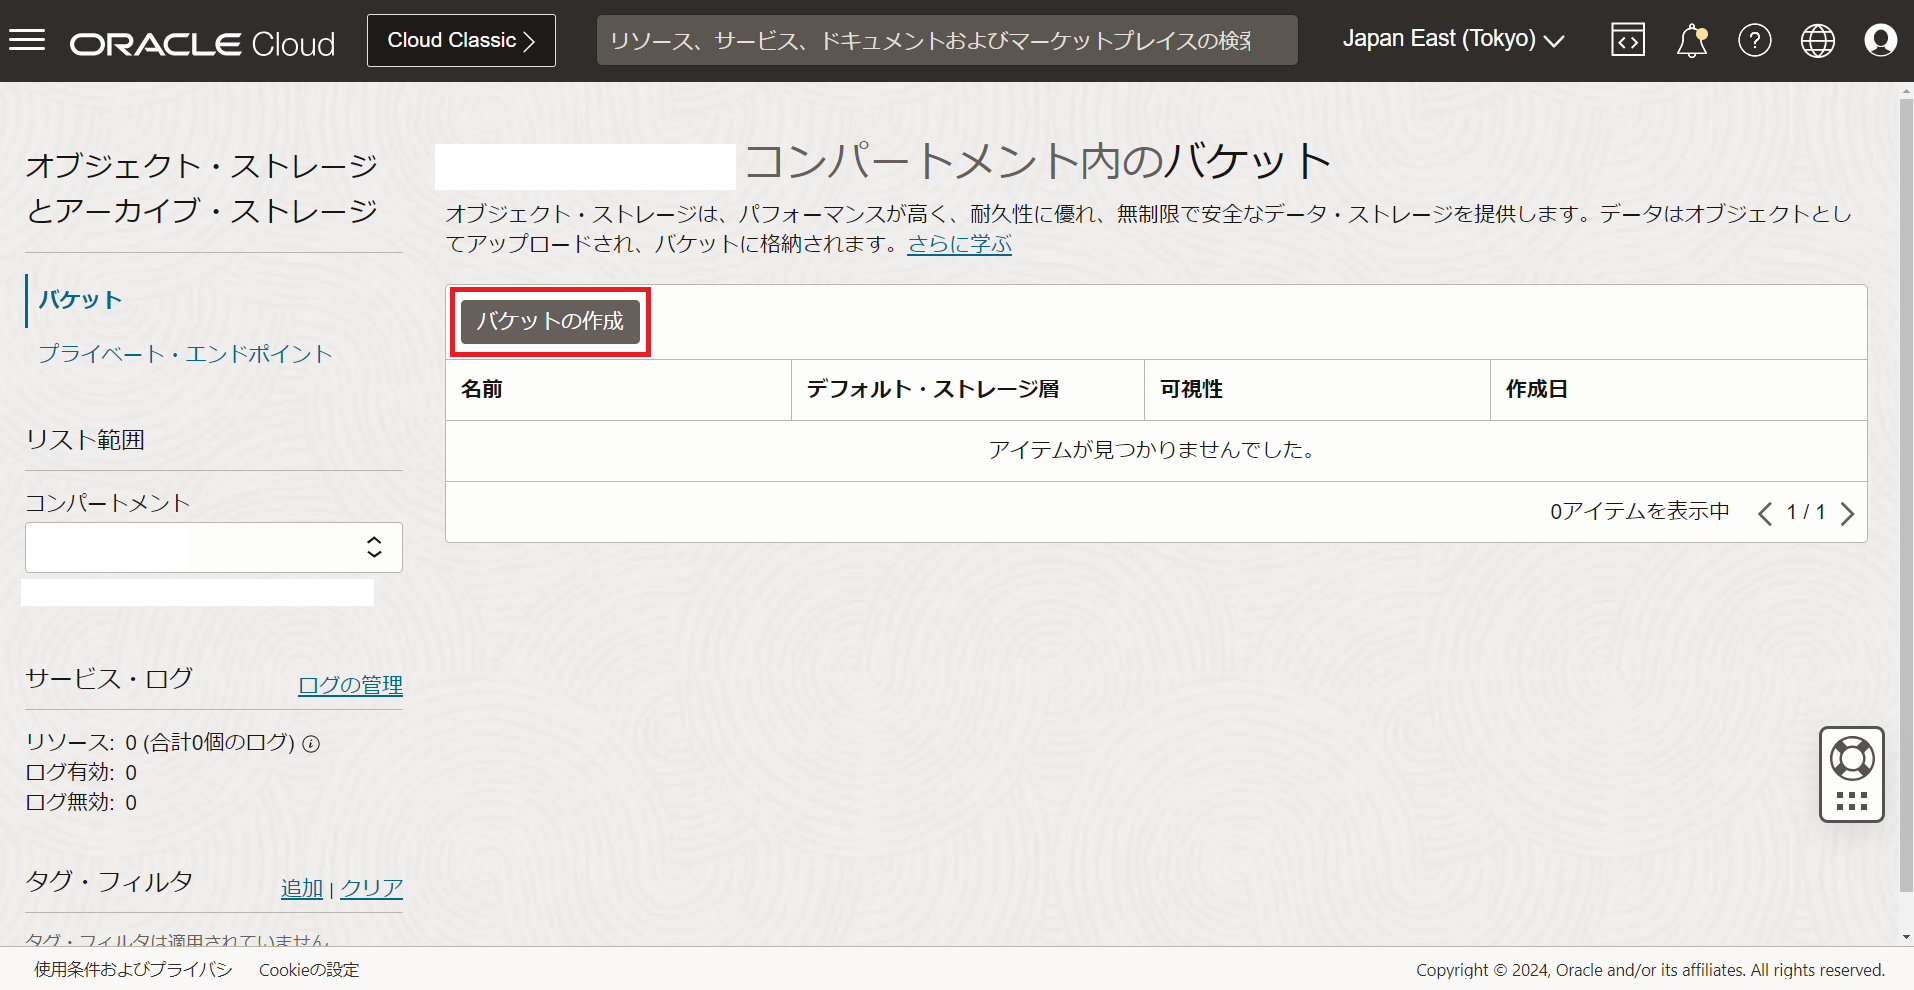 ORACLE Cloud
Cloud Classic
リソース、サービス、ドキュメントおよびマーケットプレイスの検索
Japan East (Tokyo)
オブジェクト・ストレージ
とアーカイブ・ストレージ
バケット
プライベート・エンドポイント
リスト範囲
コンパートメント
サービス・ログ
ログの管理
リソース: 0 (合計0個のログ)
ログ有効: 0
ログ無効: 0
タグ・フィルタ
追加 | クリア
タグ・フィルタは適用されていません
コンパートメント内のバケット
オブジェクト・ストレージは、パフォーマンスが高く、耐久性に優れ、無制限で安全なデータ・ストレージを提供します。データはオブジェクトとし
てアップロードされ、バケットに格納されます。さらに学ぶ
バケットの作成
名前
デフォルト・ストレージ層
可視性
作成日
アイテムが見つかりませんでした。
0アイテムを表示中
1 / 1
使用条件およびプライバシ
Cookieの設定
Copyright © 2024, Oracle and/or its affiliates. All rights reserved.